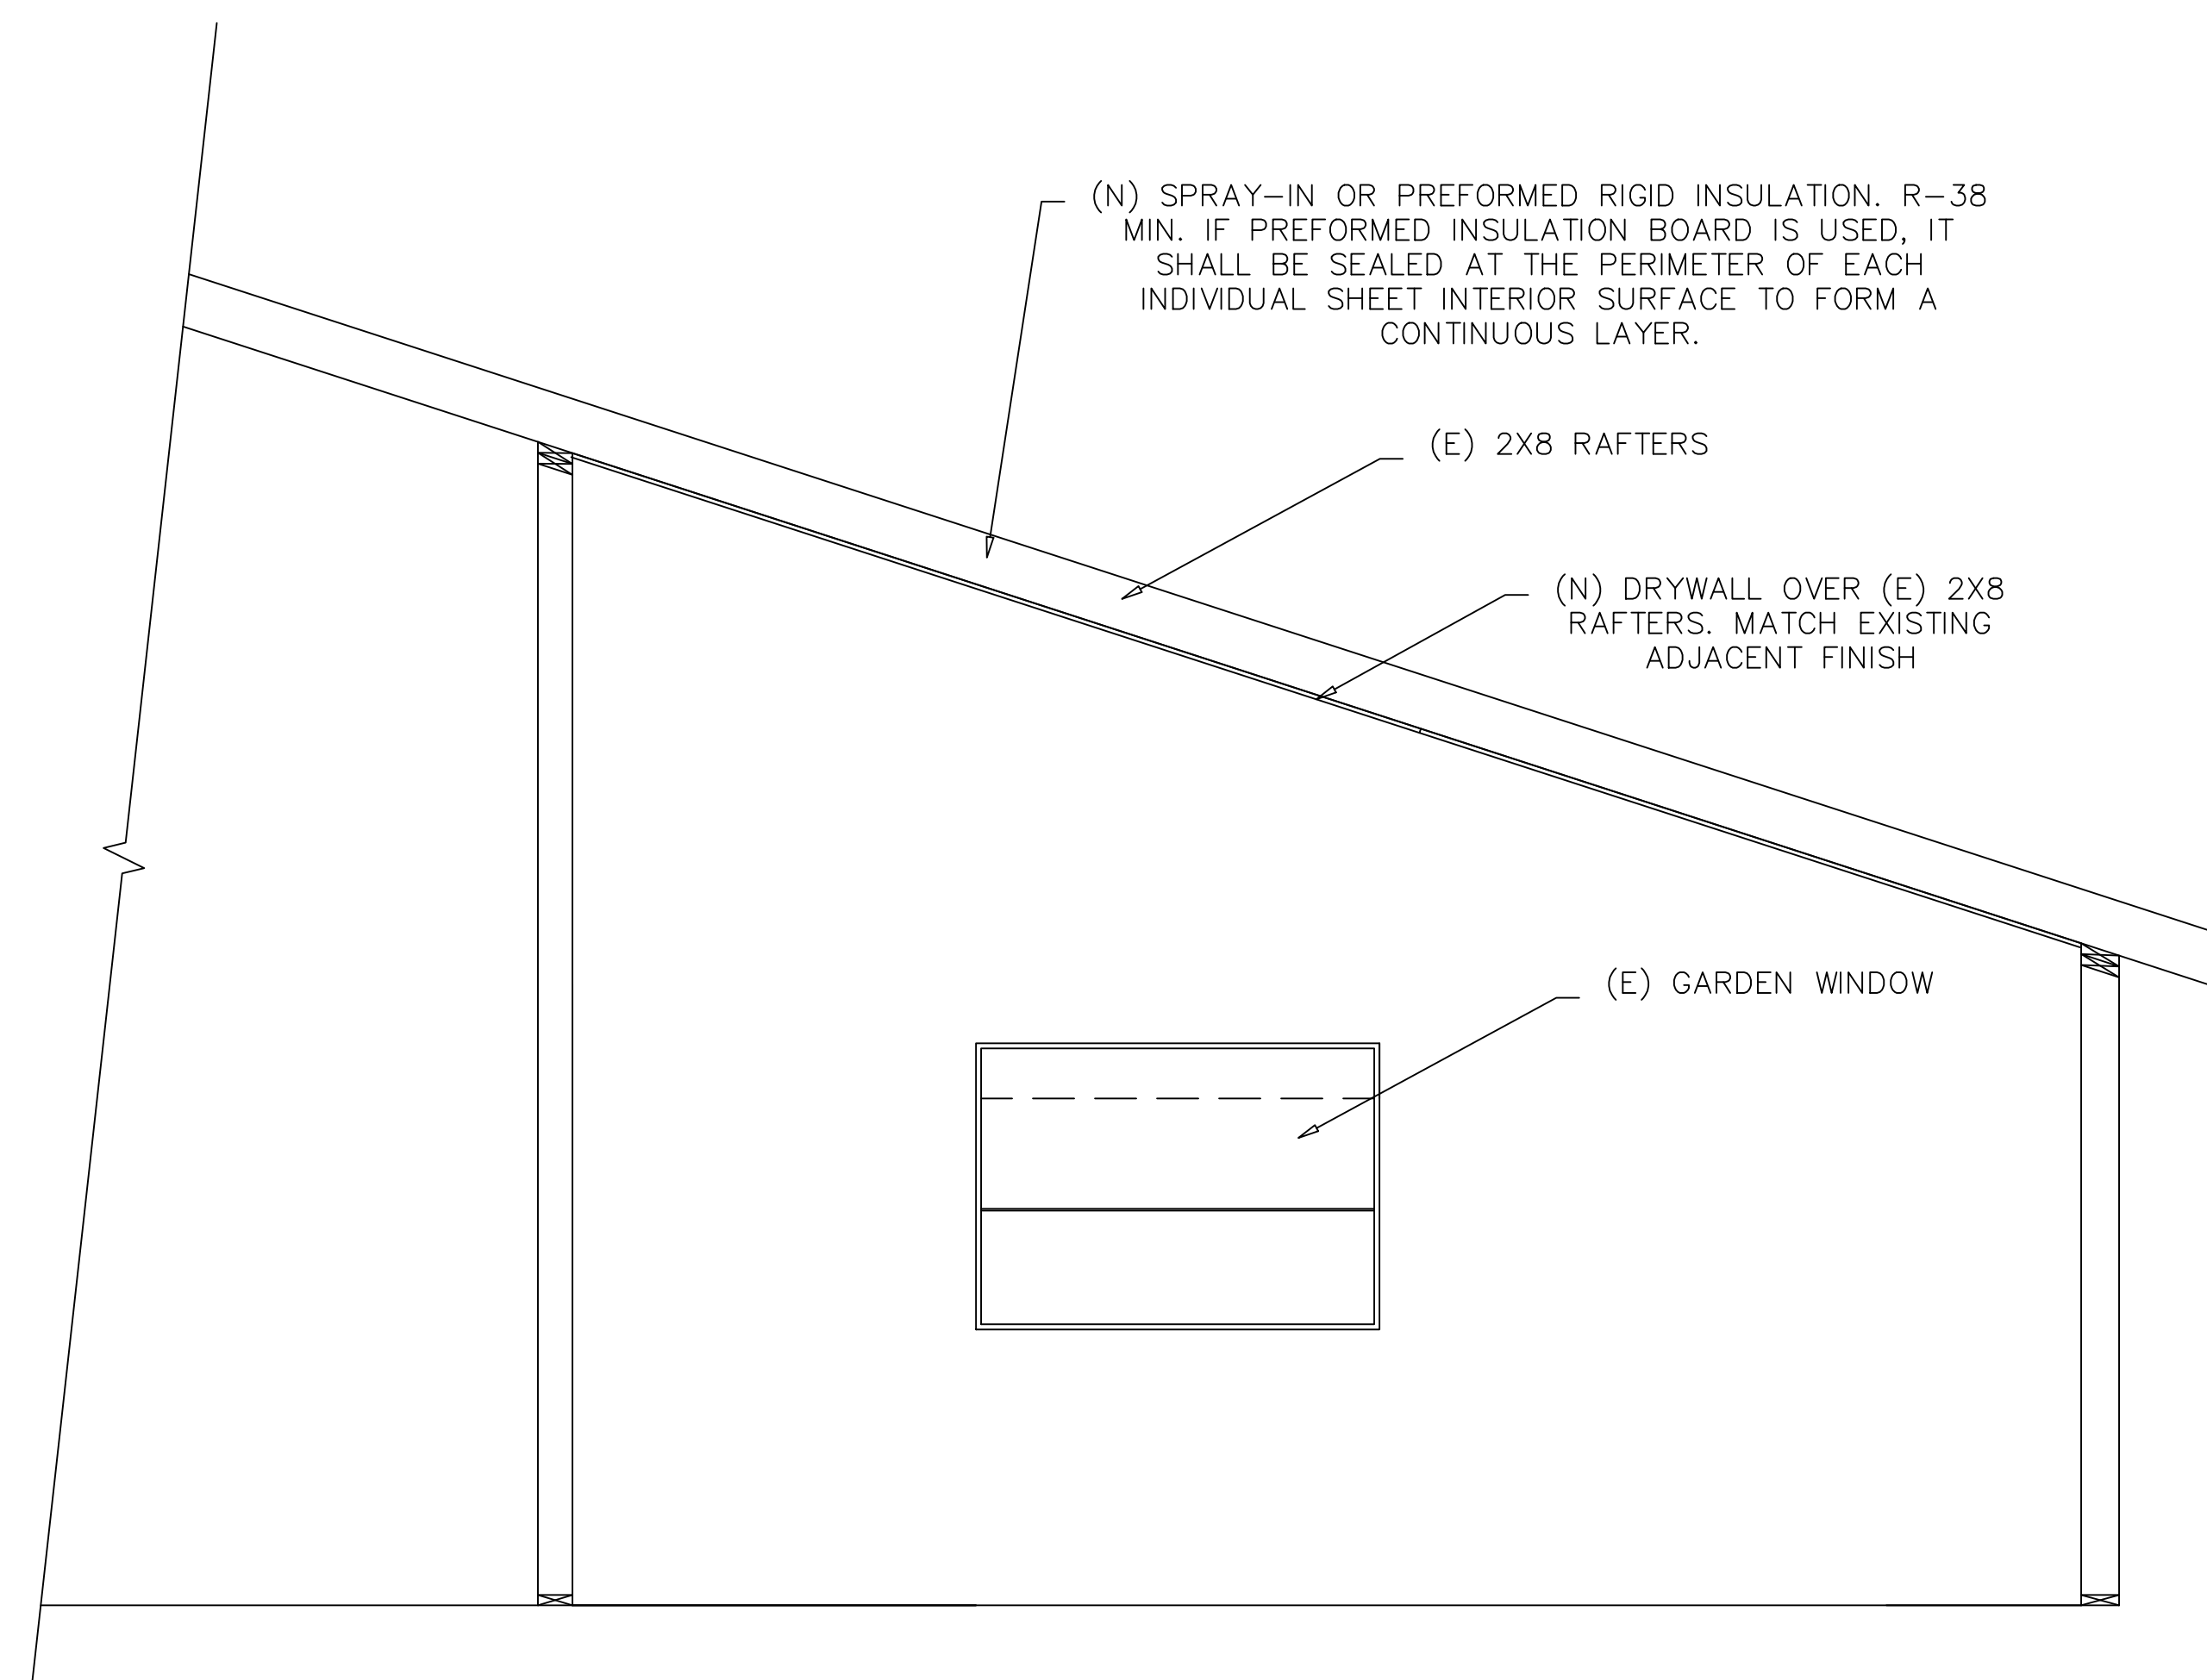 (N) SPRAY-IN OR PREFORMED RIGID INSULATION. R-38
MIN. IF PREFORMED INSULATION BOARD IS USED, IT
SHALL BE SEALED AT THE PERIMETER OF EACH
INDIVIDUAL SHEET INTERIOR SURFACE TO FORM A
CONTINUOUS LAYER.
(E) 2X8 RAFTERS
(N) DRYWALL OVER (E) 2X8
RAFTERS. MATCH EXISTING
ADJACENT FINISH
(E) GARDEN WINDOW